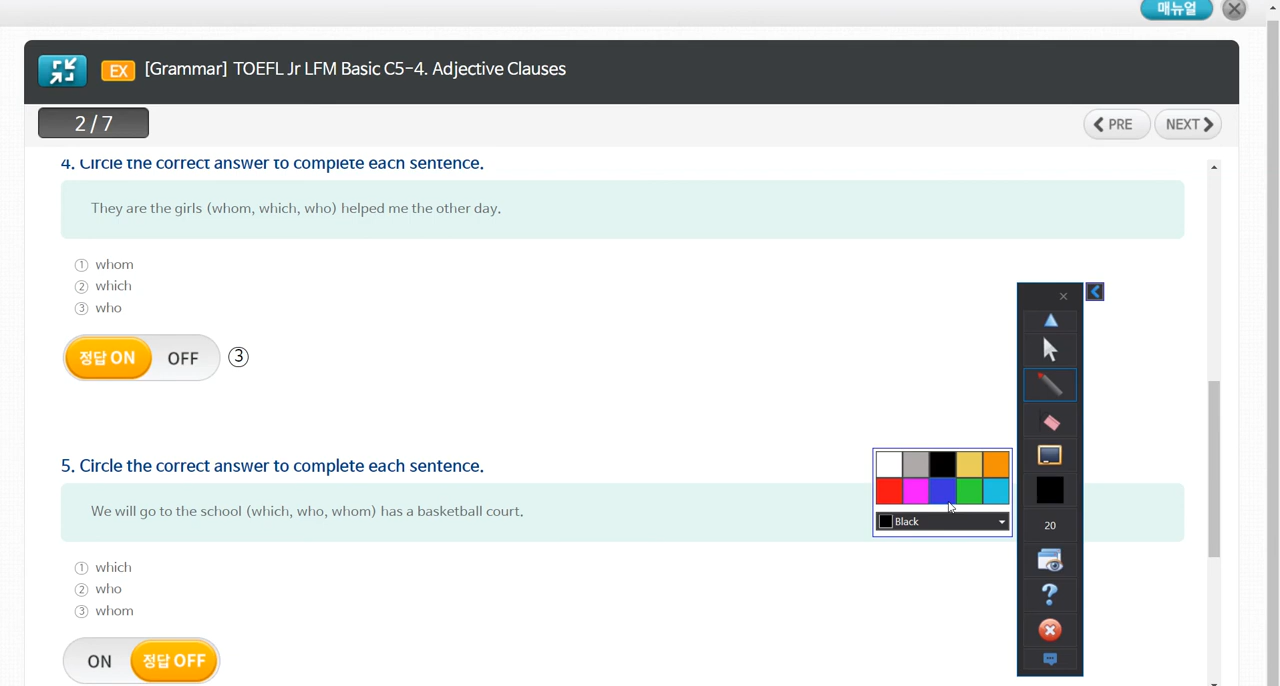 매뉴얼
EX [Grammar] TOEFL Jr LFM Basic C5-4. Adjective Clauses
2 / 7
PRE NEXT
4. Circle the correct answer to complete each sentence.
They are the girls (whom, which, who) helped me the other day.
① whom
② which
③ who
정답 ON OFF ③
5. Circle the correct answer to complete each sentence.
We will go to the school (which, who, whom) has a basketball court.
① which
② who
③ whom
ON 정답 OFF
Black
20